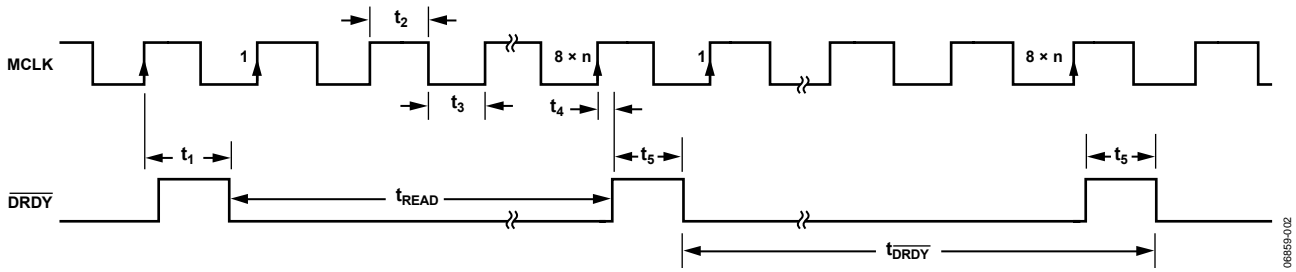 t2
MCLK
1
8 × n
1
8 × n
t3
t4
t1
t5
t5
DRDY
tREAD
tDRDY
06859-002